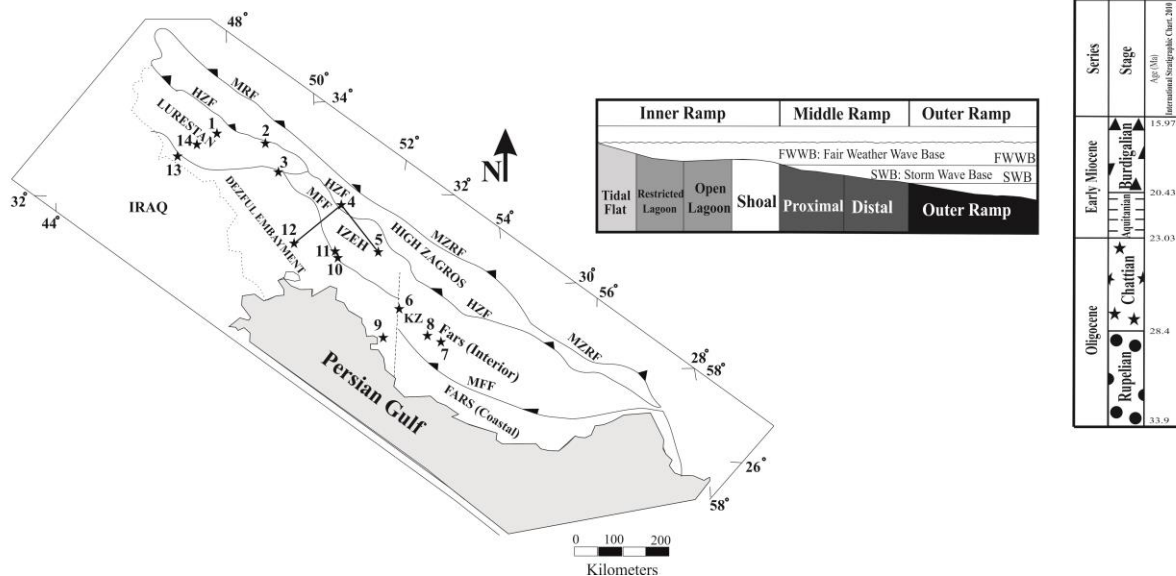 48°
50°
34°
52°
32°
54°
30°
56°
28°
58°
26°
58°
32°
44°
MRF
HZF
LURESTAN
1
14
13
2
3
HZF
MFF
4
IRAQ
DEZFUL EMBAYMENT
12
IZEH
11
10
5
HIGH ZAGROS
MZRF
HZF
6
KZ
9
8
7
Fars (Interior)
MZRF
MFF
FARS (Coastal)
Persian Gulf
N
0 100 200
Kilometers
Inner Ramp Middle Ramp Outer Ramp
FWWB: Fair Weather Wave Base FWWB
SWB: Storm Wave Base SWB
Tidal Flat
Restricted Lagoon
Open Lagoon
Shoal
Proximal
Distal
Outer Ramp
Series
Stage
Age (Ma)
International Stratigraphic Chart, 2010
Early Miocene
Burdigalian
Aquitanian
Oligocene
Chattian
Rupelian
15.97
20.43
23.03
28.4
33.9